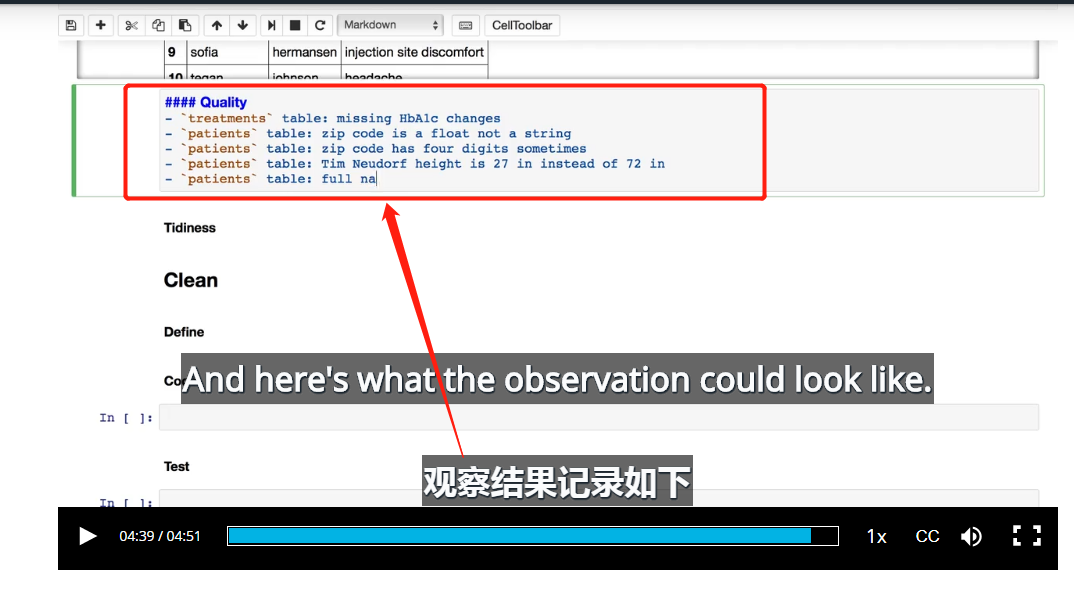 Markdown
CellToolbar
9 sofia hermansen injection site discomfort
10 tegan johnson headache
#### Quality
- `treatments` table: missing HbA1c changes
- `patients` table: zip code is a float not a string
- `patients` table: zip code has four digits sometimes
- `patients` table: Tim Neudorf height is 27 in instead of 72 in
- `patients` table: full na
Tidiness
Clean
Define
Co
And here's what the observation could look like.
In [ ]:
Test
观察结果记录如下
In [ ]:
04:39 / 04:51
1x
CC